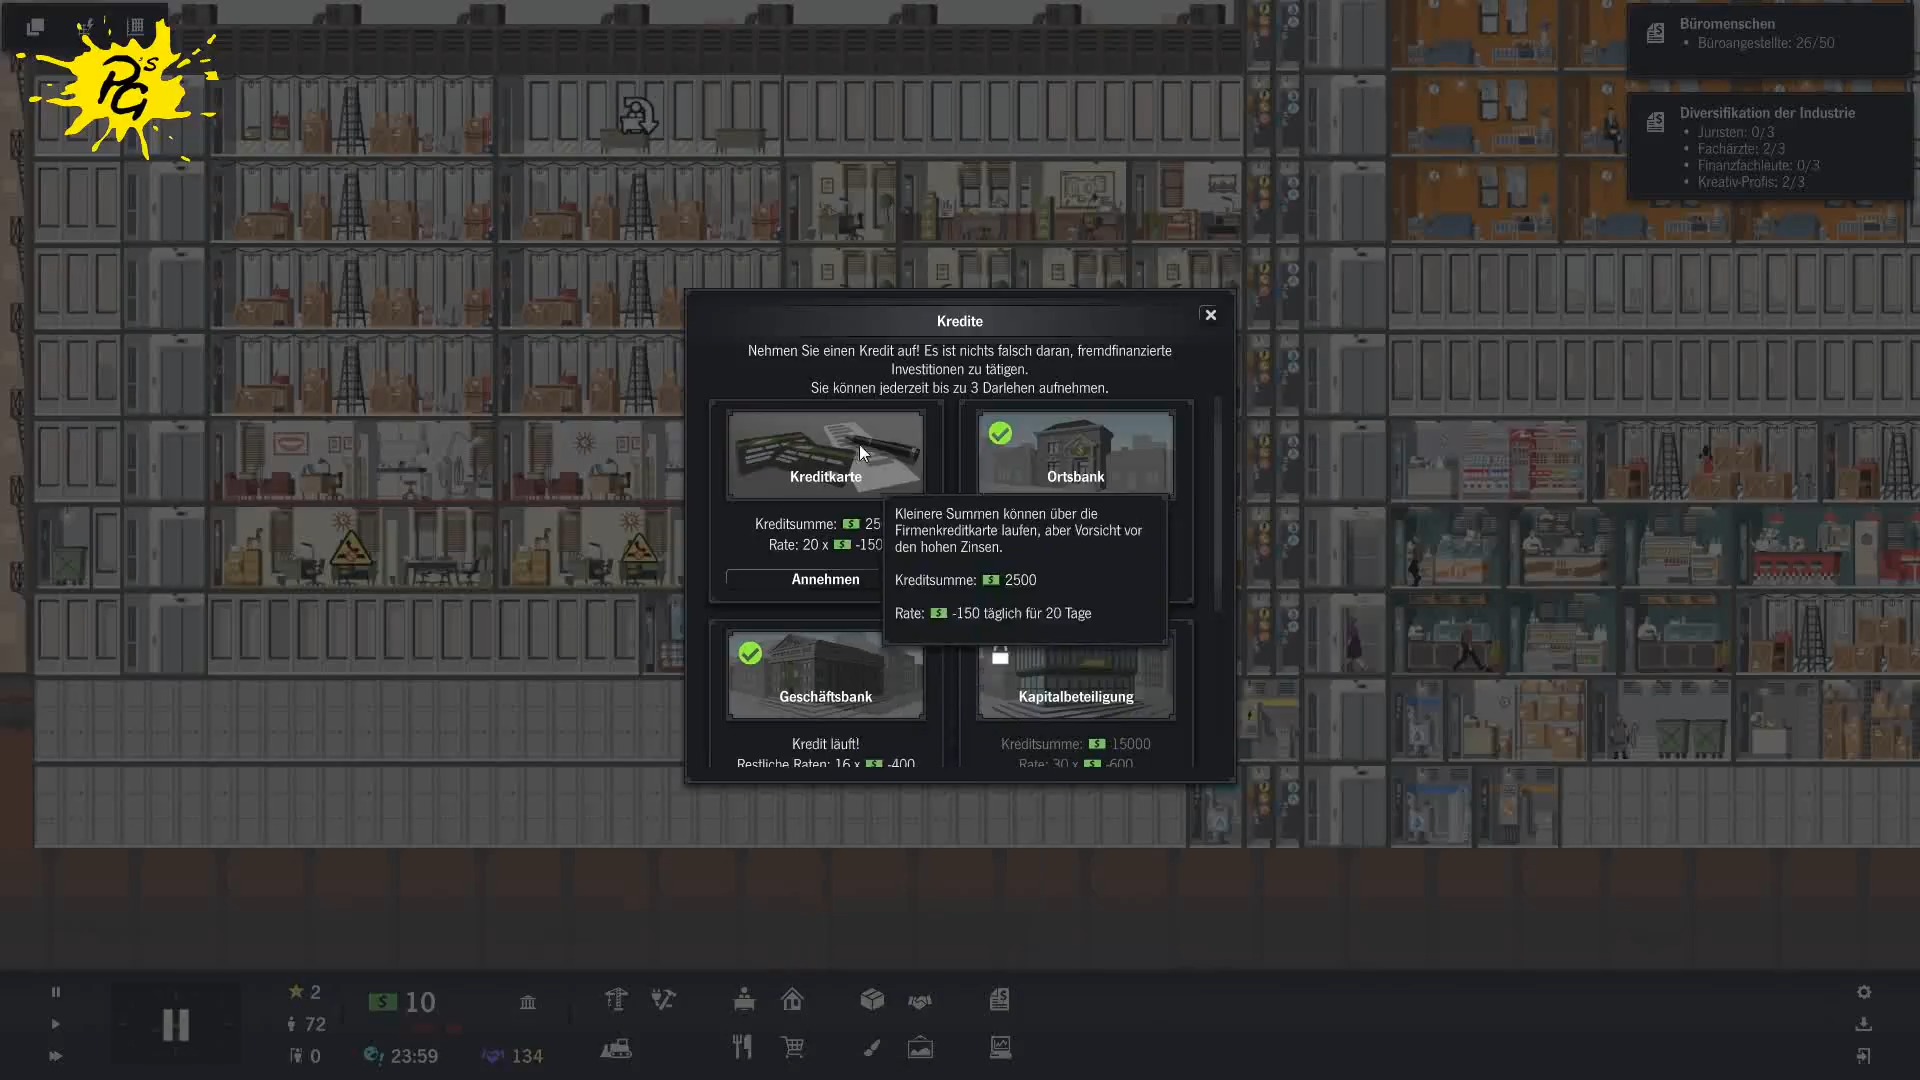 P'S
G
Büromenschen
• Büroangestellte: 26/50
Diversifikation der Industrie
• Juristen: 0/3
• Fachärzte: 2/3
• Finanzfachleute: 0/3
• Kreativ-Profis: 2/3
Kredite
Nehmen Sie einen Kredit auf! Es ist nichts falsch daran, fremdfinanzierte
Investitionen zu tätigen.
Sie können jederzeit bis zu 3 Darlehen aufnehmen.
Kreditkarte
Ortsbank
Kreditsumme: $ 25
Rate: 20 x $ -150
Annehmen
Kleinere Summen können über die
Firmenkreditkarte laufen, aber Vorsicht vor
den hohen Zinsen.
Kreditsumme: $ 2500
Rate: $ -150 täglich für 20 Tage
Geschäftsbank
Kapitalbeteiligung
Kredit läuft!
Restliche Raten: 16 x $ -400
Kreditsumme: $ 15000
Rate: 30 x $ -600
2
72
0
$ 10
23:59
134